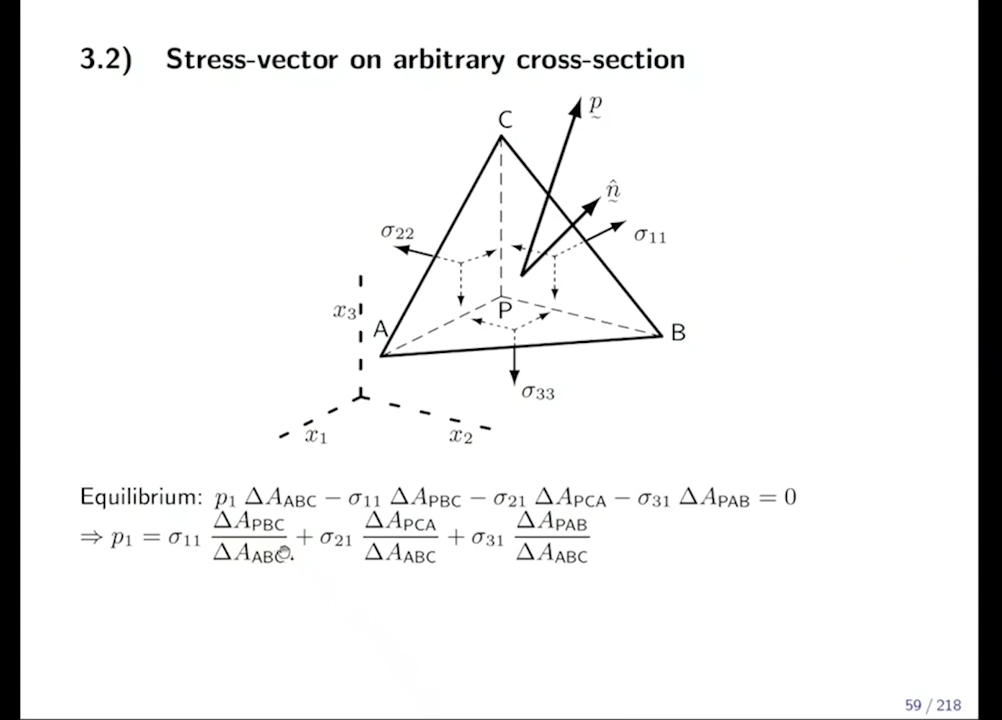 3.2) Stress-vector on arbitrary cross-section
C
p̰
n̰̂
σ₂₂
σ₁₁
x₃
A
P
B
σ₃₃
x₁
x₂
Equilibrium: p₁ ΔA_ABC − σ₁₁ ΔA_PBC − σ₂₁ ΔA_PCA − σ₃₁ ΔA_PAB = 0
⇒ p₁ = σ₁₁ ΔA_PBC/ΔA_ABC + σ₂₁ ΔA_PCA/ΔA_ABC + σ₃₁ ΔA_PAB/ΔA_ABC
59 / 218